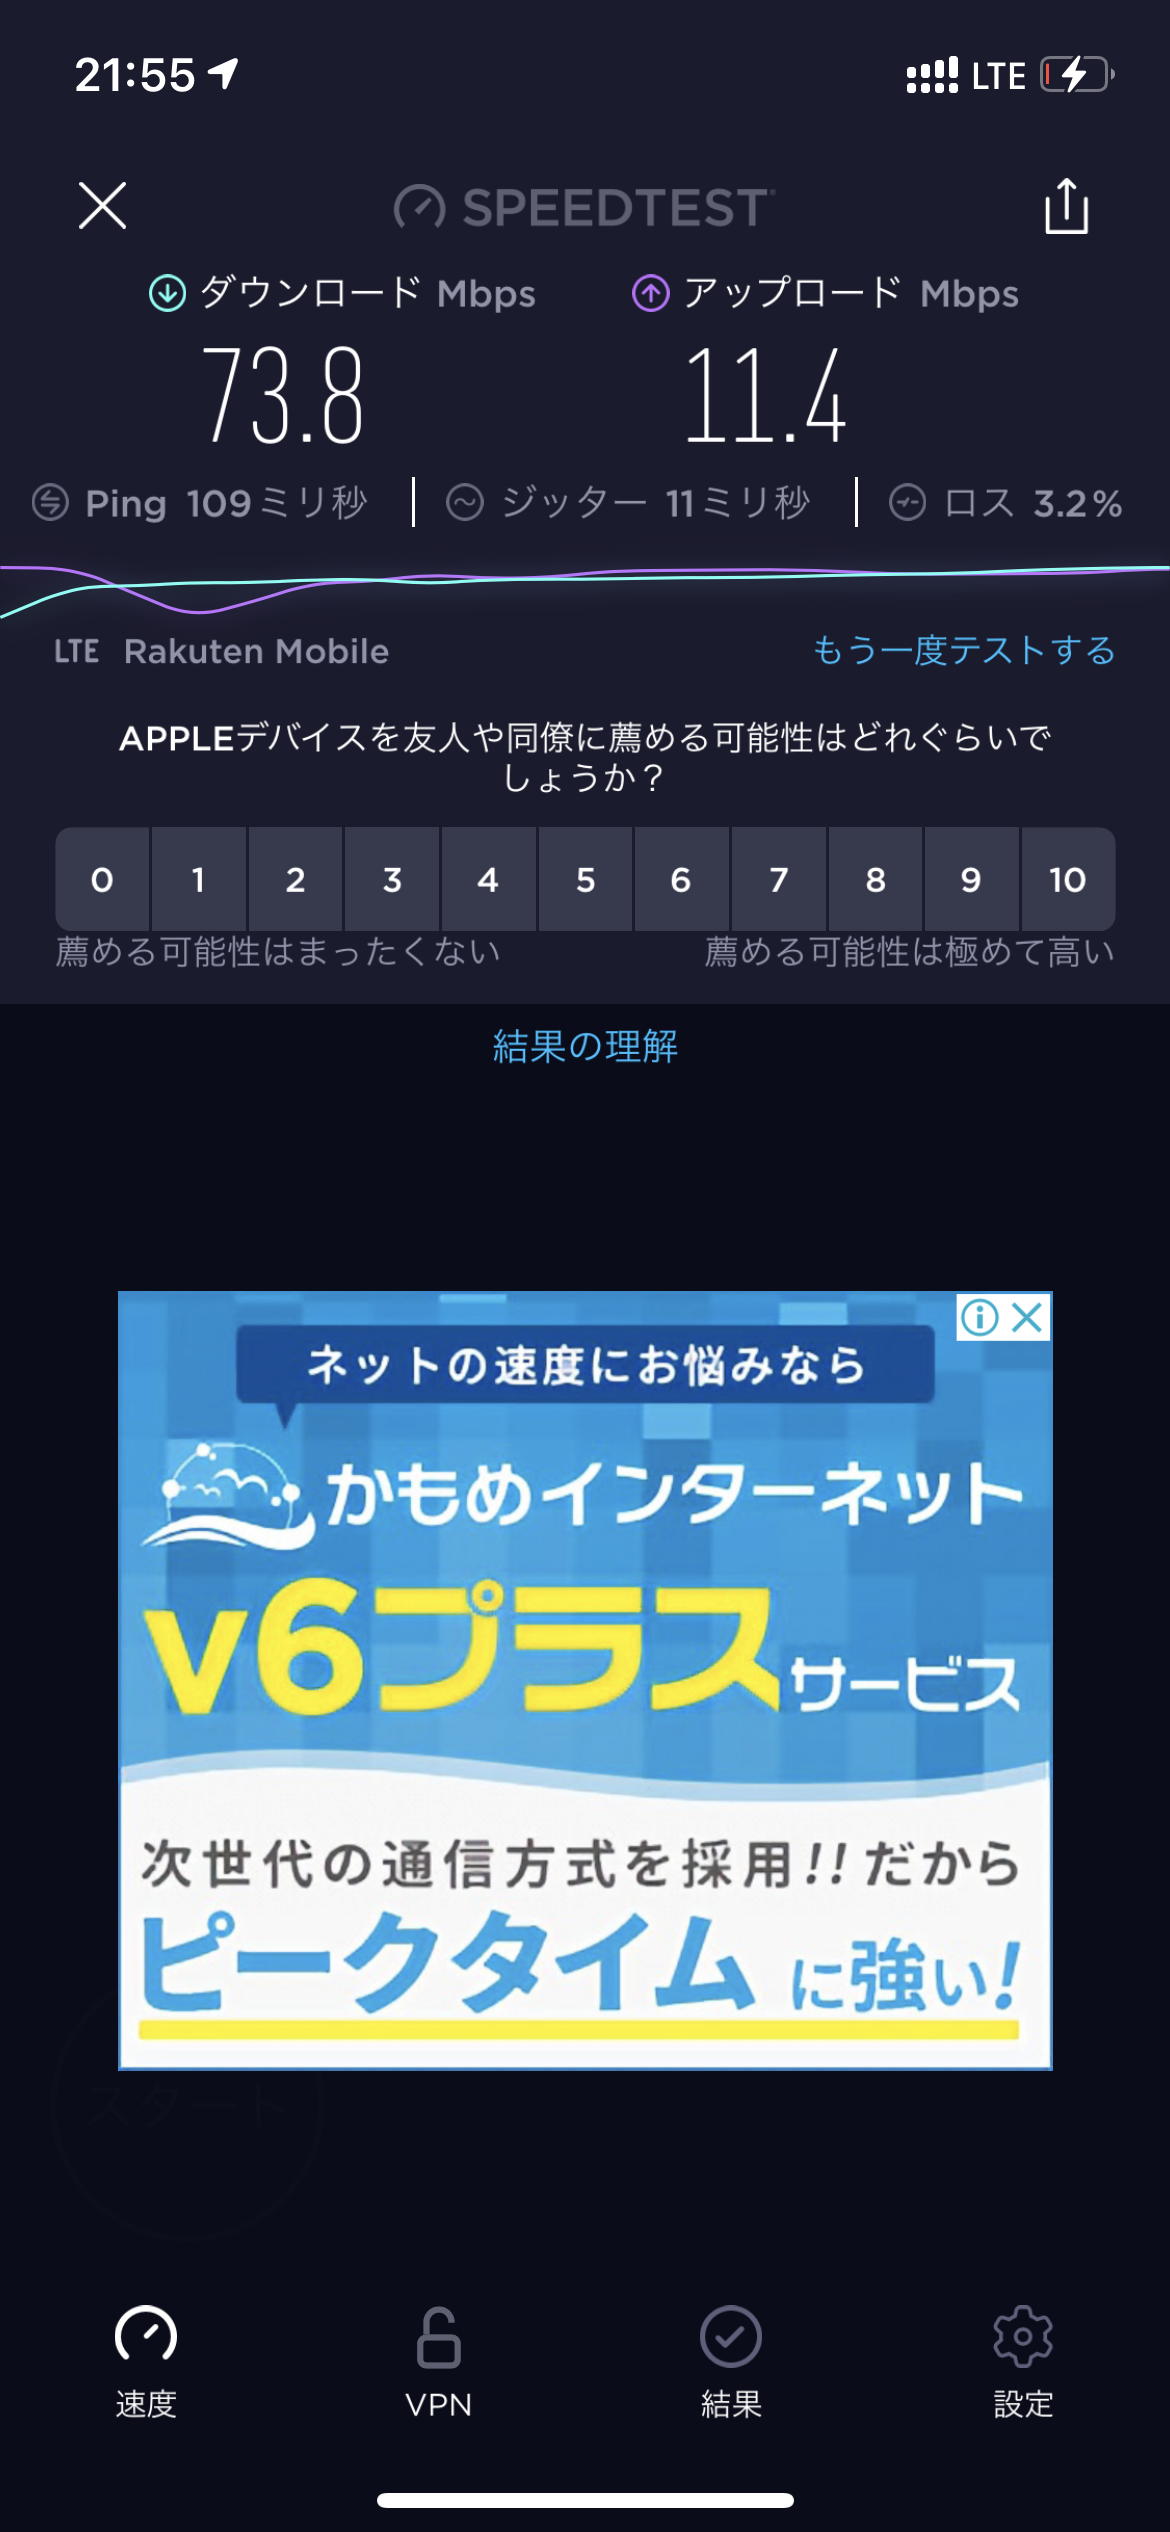 21:55 LTE
SPEEDTEST
ダウンロード Mbps アップロード Mbps
73.8 11.4
Ping 109ミリ秒 ジッター 11ミリ秒 ロス 3.2%
LTE Rakuten Mobile もう一度テストする
APPLEデバイスを友人や同僚に薦める可能性はどれぐらいで
しょうか？
0 1 2 3 4 5 6 7 8 9 10
薦める可能性はまったくない 薦める可能性は極めて高い
結果の理解
ネットの速度にお悩みなら
かもめインターネット
v6プラスサービス
次世代の通信方式を採用!!だから
ピークタイムに強い!
スタート
速度 VPN 結果 設定